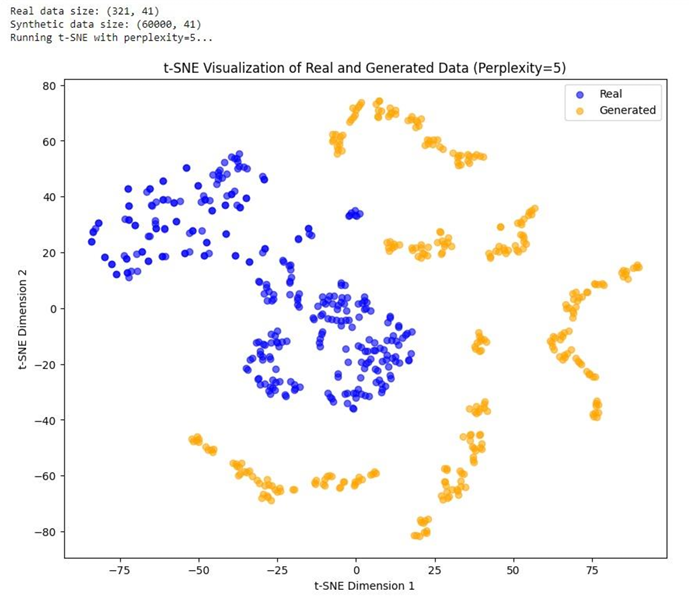 Real data size: (321, 41)
Synthetic data size: (60000, 41)
Running t-SNE with perplexity=5...
t-SNE Visualization of Real and Generated Data (Perplexity=5)
Real
Generated
80
60
40
20
0
−20
−40
−60
−80
t-SNE Dimension 2
−75
−50
−25
0
25
50
75
t-SNE Dimension 1